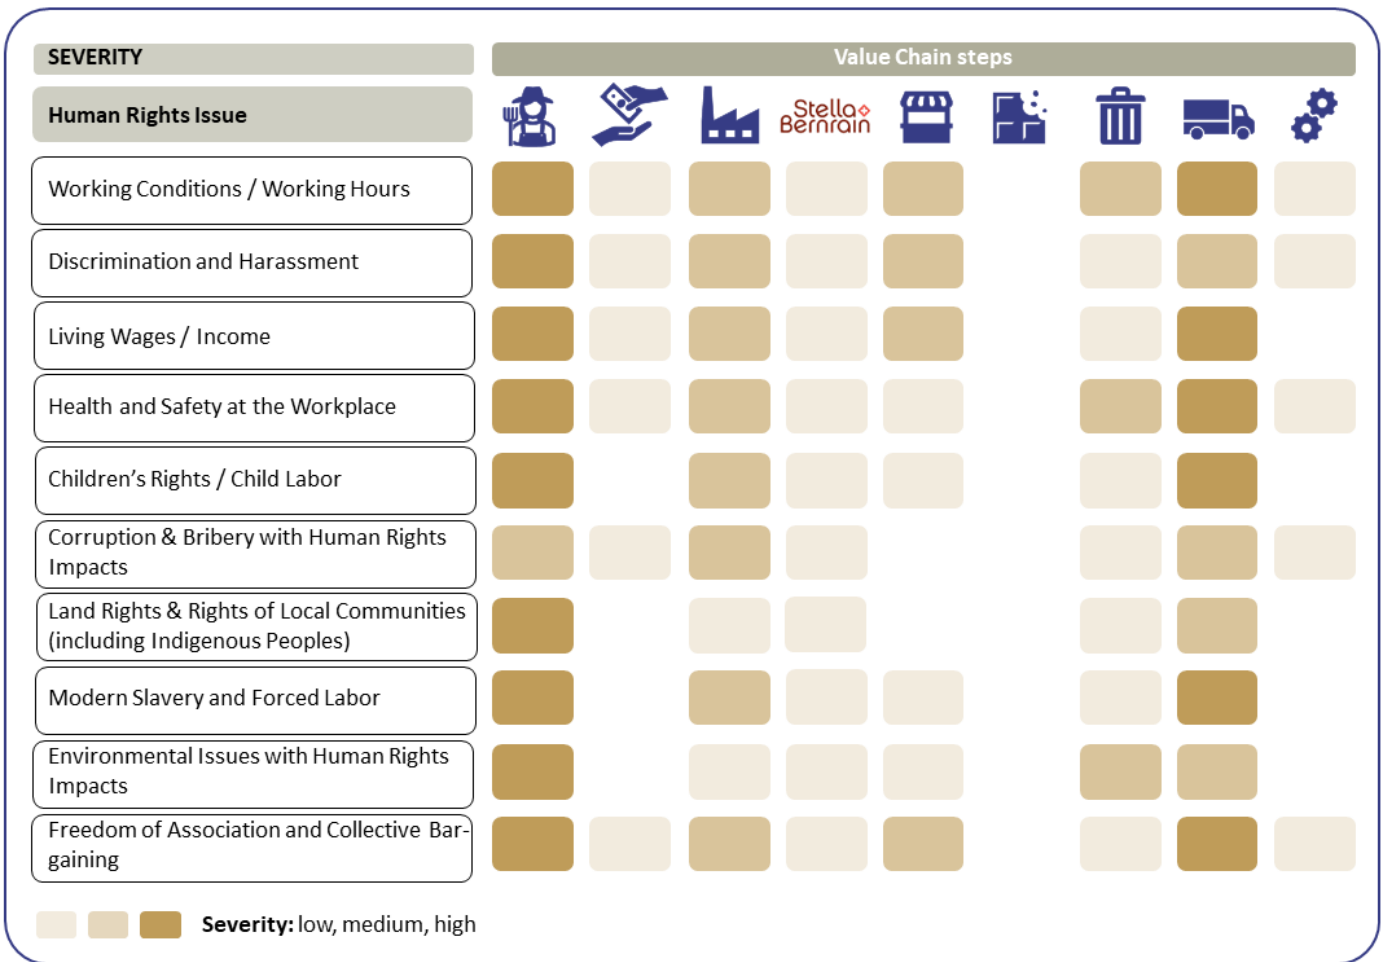 SEVERITY
Value Chain steps
Human Rights Issue
Stella
Bernrain
Working Conditions / Working Hours
Discrimination and Harassment
Living Wages / Income
Health and Safety at the Workplace
Children’s Rights / Child Labor
Corruption & Bribery with Human Rights
Impacts
Land Rights & Rights of Local Communities
(including Indigenous Peoples)
Modern Slavery and Forced Labor
Environmental Issues with Human Rights
Impacts
Freedom of Association and Collective Bar-
gaining
Severity: low, medium, high